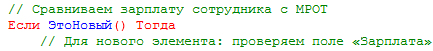 // Сравниваем зарплату сотрудника с МРОТ
Если ЭтоНовый() Тогда
// Для нового элемента: проверяем поле «Зарплата»